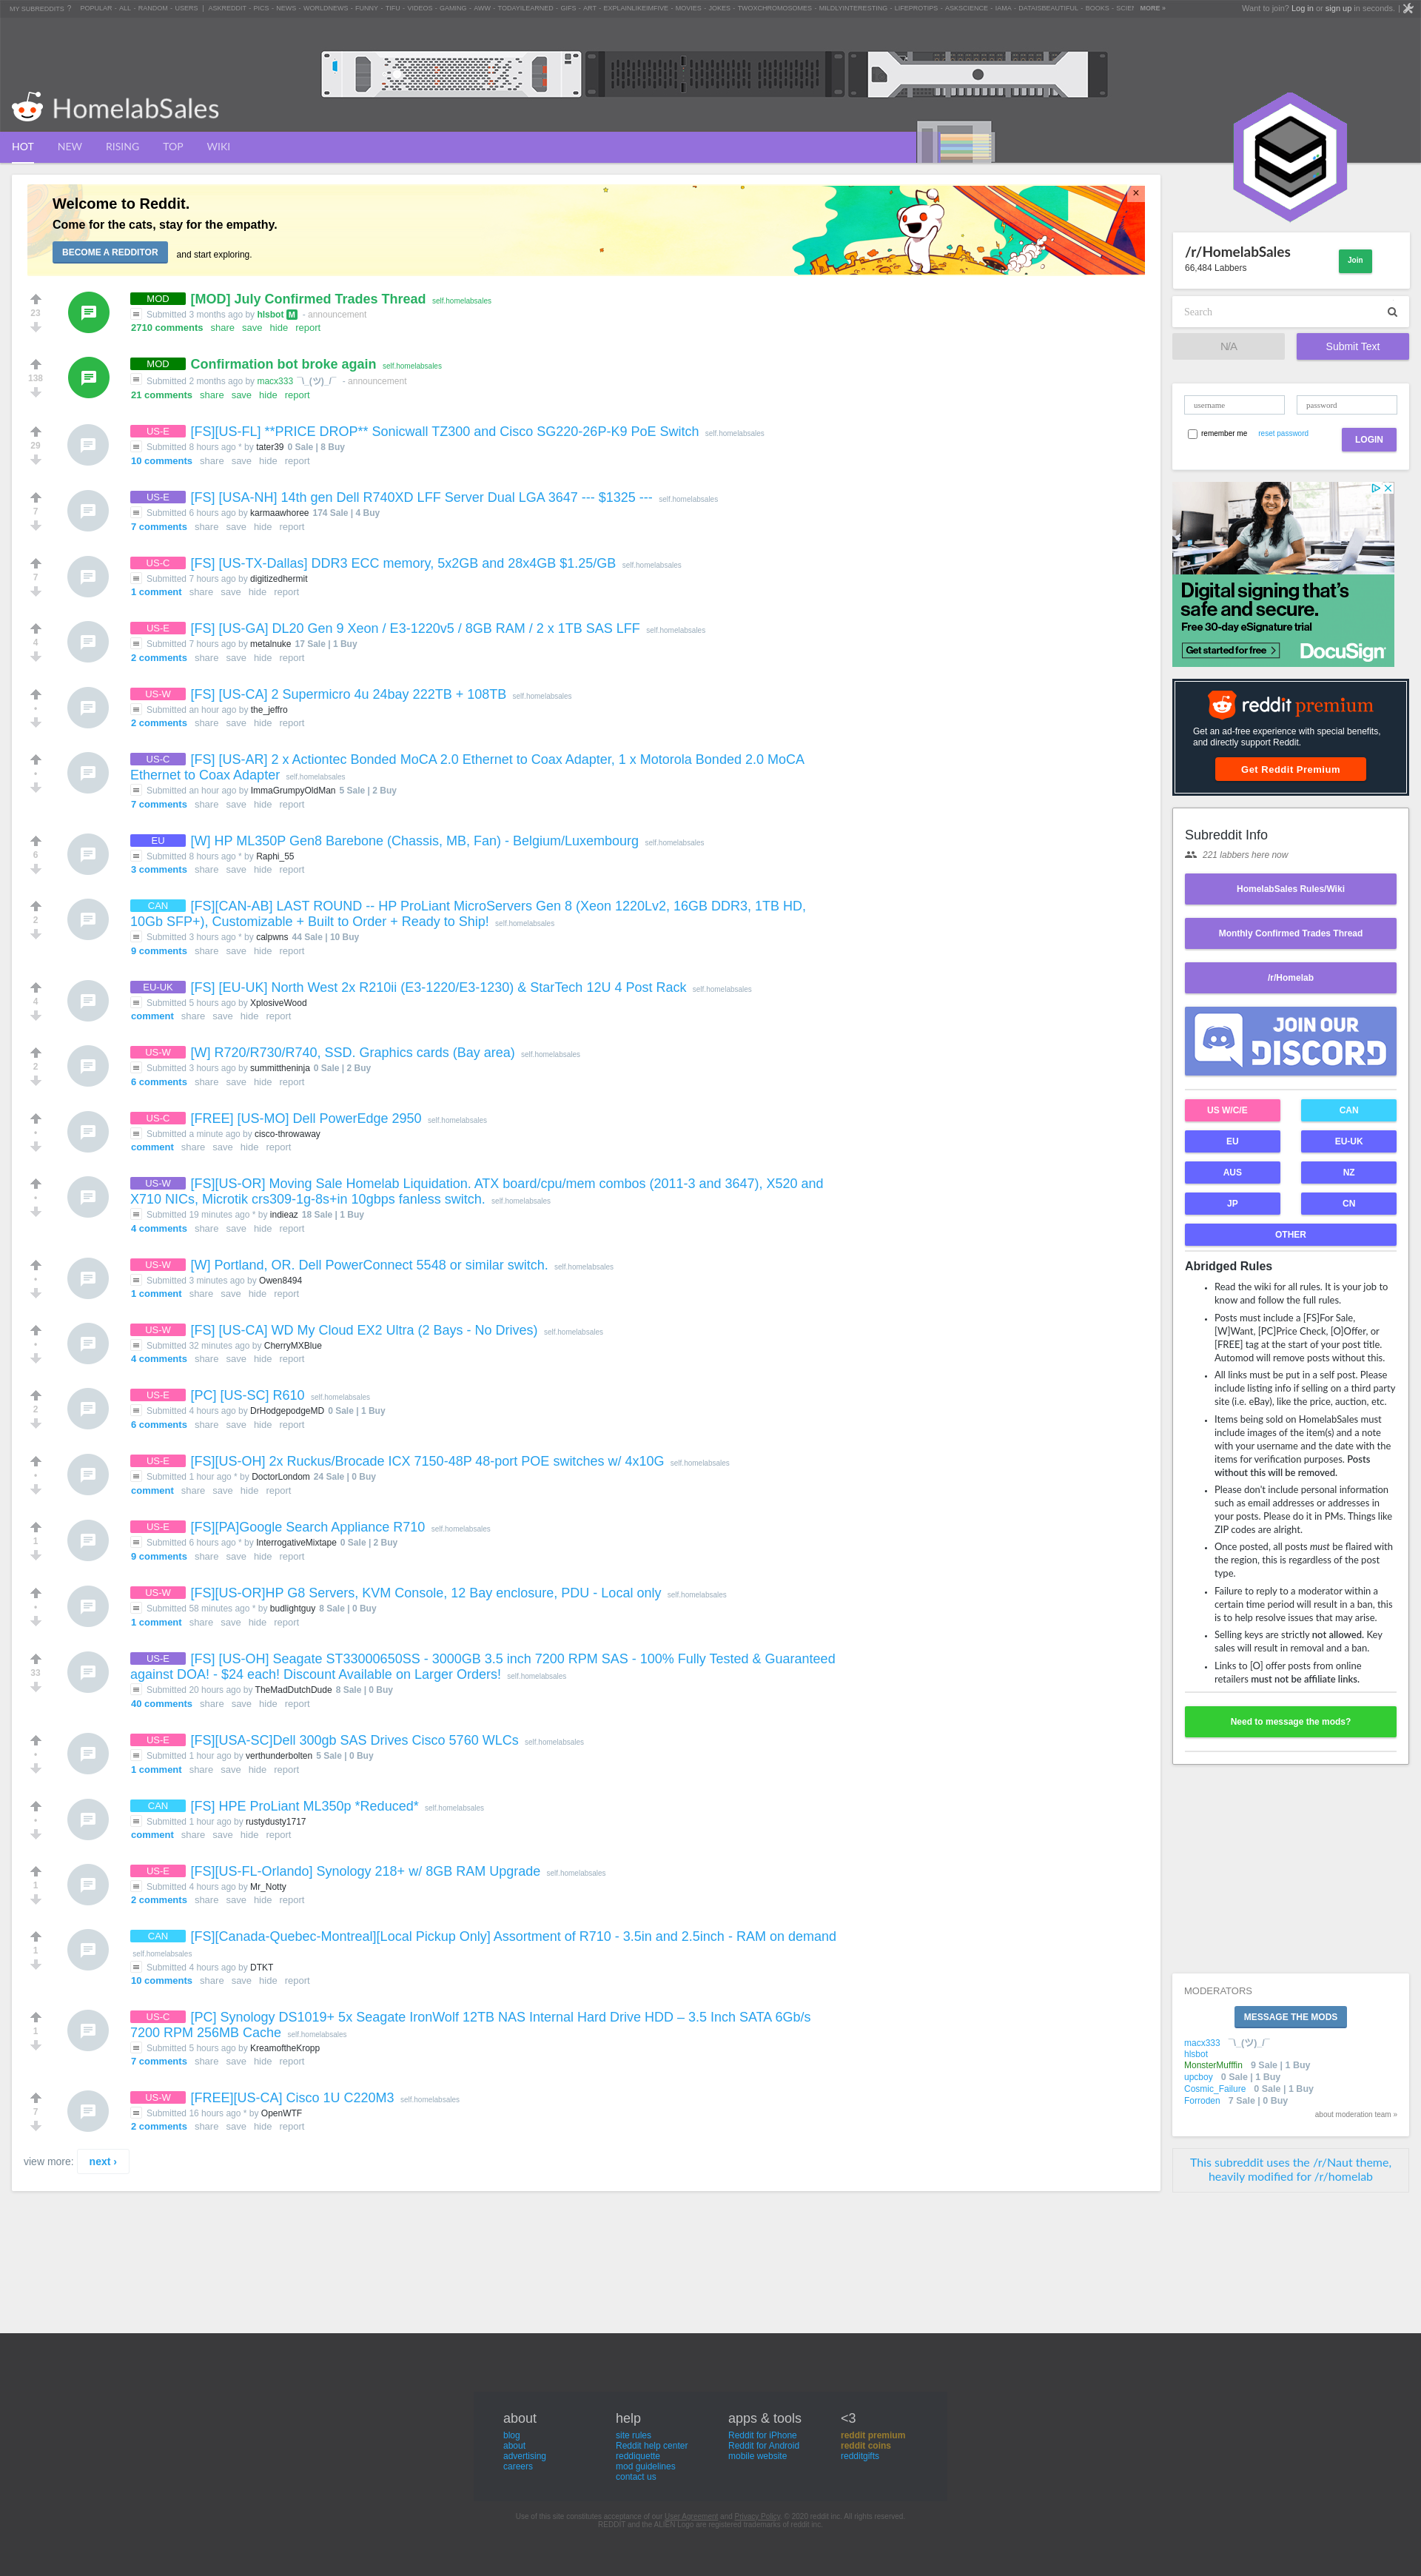 MY SUBREDDITS ? POPULAR - ALL - RANDOM - USERS | ASKREDDIT - PICS - NEWS - WORLDNEWS - FUNNY - TIFU - VIDEOS - GAMING - AWW - TODAYILEARNED - GIFS - ART - EXPLAINLIKEIMFIVE - MOVIES - JOKES - TWOXCHROMOSOMES - MILDLYINTERESTING - LIFEPROTIPS - ASKSCIENCE - IAMA - DATAISBEAUTIFUL - BOOKS - MORE »
Want to join? Log in or sign up in seconds. |
HomelabSales
HOT NEW RISING TOP WIKI
Welcome to Reddit.
Come for the cats, stay for the empathy.
BECOME A REDDITOR and start exploring.
×
23
MOD [MOD] July Confirmed Trades Thread self.homelabsales
Submitted 3 months ago by hlsbot M - announcement
2710 comments share save hide report
138
MOD Confirmation bot broke again self.homelabsales
Submitted 2 months ago by macx333 ¯\_(ツ)_/¯ - announcement
21 comments share save hide report
29
US-E [FS][US-FL] **PRICE DROP** Sonicwall TZ300 and Cisco SG220-26P-K9 PoE Switch self.homelabsales
Submitted 8 hours ago * by tater39 0 Sale | 8 Buy
10 comments share save hide report
7
US-E [FS] [USA-NH] 14th gen Dell R740XD LFF Server Dual LGA 3647 --- $1325 --- self.homelabsales
Submitted 6 hours ago by karmaawhoree 174 Sale | 4 Buy
7 comments share save hide report
7
US-C [FS] [US-TX-Dallas] DDR3 ECC memory, 5x2GB and 28x4GB $1.25/GB self.homelabsales
Submitted 7 hours ago by digitizedhermit
1 comment share save hide report
4
US-E [FS] [US-GA] DL20 Gen 9 Xeon / E3-1220v5 / 8GB RAM / 2 x 1TB SAS LFF self.homelabsales
Submitted 7 hours ago by metalnuke 17 Sale | 1 Buy
2 comments share save hide report
•
US-W [FS] [US-CA] 2 Supermicro 4u 24bay 222TB + 108TB self.homelabsales
Submitted an hour ago by the_jeffro
2 comments share save hide report
•
US-C [FS] [US-AR] 2 x Actiontec Bonded MoCA 2.0 Ethernet to Coax Adapter, 1 x Motorola Bonded 2.0 MoCA
Ethernet to Coax Adapter self.homelabsales
Submitted an hour ago by ImmaGrumpyOldMan 5 Sale | 2 Buy
7 comments share save hide report
6
EU [W] HP ML350P Gen8 Barebone (Chassis, MB, Fan) - Belgium/Luxembourg self.homelabsales
Submitted 8 hours ago * by Raphi_55
3 comments share save hide report
2
CAN [FS][CAN-AB] LAST ROUND -- HP ProLiant MicroServers Gen 8 (Xeon 1220Lv2, 16GB DDR3, 1TB HD,
10Gb SFP+), Customizable + Built to Order + Ready to Ship! self.homelabsales
Submitted 3 hours ago * by calpwns 44 Sale | 10 Buy
9 comments share save hide report
4
EU-UK [FS] [EU-UK] North West 2x R210ii (E3-1220/E3-1230) & StarTech 12U 4 Post Rack self.homelabsales
Submitted 5 hours ago by XplosiveWood
comment share save hide report
2
US-W [W] R720/R730/R740, SSD. Graphics cards (Bay area) self.homelabsales
Submitted 3 hours ago by summittheninja 0 Sale | 2 Buy
6 comments share save hide report
•
US-C [FREE] [US-MO] Dell PowerEdge 2950 self.homelabsales
Submitted a minute ago by cisco-throwaway
comment share save hide report
•
US-W [FS][US-OR] Moving Sale Homelab Liquidation. ATX board/cpu/mem combos (2011-3 and 3647), X520 and
X710 NICs, Microtik crs309-1g-8s+in 10gbps fanless switch. self.homelabsales
Submitted 19 minutes ago * by indieaz 18 Sale | 1 Buy
4 comments share save hide report
•
US-W [W] Portland, OR. Dell PowerConnect 5548 or similar switch. self.homelabsales
Submitted 3 minutes ago by Owen8494
1 comment share save hide report
•
US-W [FS] [US-CA] WD My Cloud EX2 Ultra (2 Bays - No Drives) self.homelabsales
Submitted 32 minutes ago by CherryMXBlue
4 comments share save hide report
2
US-E [PC] [US-SC] R610 self.homelabsales
Submitted 4 hours ago by DrHodgepodgeMD 0 Sale | 1 Buy
6 comments share save hide report
•
US-E [FS][US-OH] 2x Ruckus/Brocade ICX 7150-48P 48-port POE switches w/ 4x10G self.homelabsales
Submitted 1 hour ago * by DoctorLondom 24 Sale | 0 Buy
comment share save hide report
1
US-E [FS][PA]Google Search Appliance R710 self.homelabsales
Submitted 6 hours ago * by InterrogativeMixtape 0 Sale | 2 Buy
9 comments share save hide report
•
US-W [FS][US-OR]HP G8 Servers, KVM Console, 12 Bay enclosure, PDU - Local only self.homelabsales
Submitted 58 minutes ago * by budlightguy 8 Sale | 0 Buy
1 comment share save hide report
33
US-E [FS] [US-OH] Seagate ST33000650SS - 3000GB 3.5 inch 7200 RPM SAS - 100% Fully Tested & Guaranteed
against DOA! - $24 each! Discount Available on Larger Orders! self.homelabsales
Submitted 20 hours ago by TheMadDutchDude 8 Sale | 0 Buy
40 comments share save hide report
•
US-E [FS][USA-SC]Dell 300gb SAS Drives Cisco 5760 WLCs self.homelabsales
Submitted 1 hour ago by verthunderbolten 5 Sale | 0 Buy
1 comment share save hide report
•
CAN [FS] HPE ProLiant ML350p *Reduced* self.homelabsales
Submitted 1 hour ago by rustydusty1717
comment share save hide report
1
US-E [FS][US-FL-Orlando] Synology 218+ w/ 8GB RAM Upgrade self.homelabsales
Submitted 4 hours ago by Mr_Notty
2 comments share save hide report
1
CAN [FS][Canada-Quebec-Montreal][Local Pickup Only] Assortment of R710 - 3.5in and 2.5inch - RAM on demand
self.homelabsales
Submitted 4 hours ago by DTKT
10 comments share save hide report
1
US-C [PC] Synology DS1019+ 5x Seagate IronWolf 12TB NAS Internal Hard Drive HDD – 3.5 Inch SATA 6Gb/s
7200 RPM 256MB Cache self.homelabsales
Submitted 5 hours ago by KreamoftheKropp
7 comments share save hide report
7
US-W [FREE][US-CA] Cisco 1U C220M3 self.homelabsales
Submitted 16 hours ago * by OpenWTF
2 comments share save hide report
view more: next ›
/r/HomelabSales
66,484 Labbers
Join
Search
N/A Submit Text
username password
remember me reset password LOGIN
Digital signing that's
safe and secure.
Free 30-day eSignature trial
Get started for free DocuSign
reddit premium
Get an ad-free experience with special benefits,
and directly support Reddit.
Get Reddit Premium
Subreddit Info
221 labbers here now
HomelabSales Rules/Wiki
Monthly Confirmed Trades Thread
/r/Homelab
JOIN OUR
DISCORD
US W/C/E CAN
EU EU-UK
AUS NZ
JP CN
OTHER
Abridged Rules
• Read the wiki for all rules. It is your job to
know and follow the full rules.
• Posts must include a [FS]For Sale,
[W]Want, [PC]Price Check, [O]Offer, or
[FREE] tag at the start of your post title.
Automod will remove posts without this.
• All links must be put in a self post. Please
include listing info if selling on a third party
site (i.e. eBay), like the price, auction, etc.
• Items being sold on HomelabSales must
include images of the item(s) and a note
with your username and the date with the
items for verification purposes. Posts
without this will be removed.
• Please don't include personal information
such as email addresses or addresses in
your posts. Please do it in PMs. Things like
ZIP codes are alright.
• Once posted, all posts must be flaired with
the region, this is regardless of the post
type.
• Failure to reply to a moderator within a
certain time period will result in a ban, this
is to help resolve issues that may arise.
• Selling keys are strictly not allowed. Key
sales will result in removal and a ban.
• Links to [O] offer posts from online
retailers must not be affiliate links.
Need to message the mods?
MODERATORS
MESSAGE THE MODS
macx333 ¯\_(ツ)_/¯
hlsbot
MonsterMufffin 9 Sale | 1 Buy
upcboy 0 Sale | 1 Buy
Cosmic_Failure 0 Sale | 1 Buy
Forroden 7 Sale | 0 Buy
about moderation team »
This subreddit uses the /r/Naut theme,
heavily modified for /r/homelab
about
blog
about
advertising
careers
help
site rules
Reddit help center
reddiquette
mod guidelines
contact us
apps & tools
Reddit for iPhone
Reddit for Android
mobile website
<3
reddit premium
reddit coins
redditgifts
Use of this site constitutes acceptance of our User Agreement and Privacy Policy. © 2020 reddit inc. All rights reserved.
REDDIT and the ALIEN Logo are registered trademarks of reddit inc.